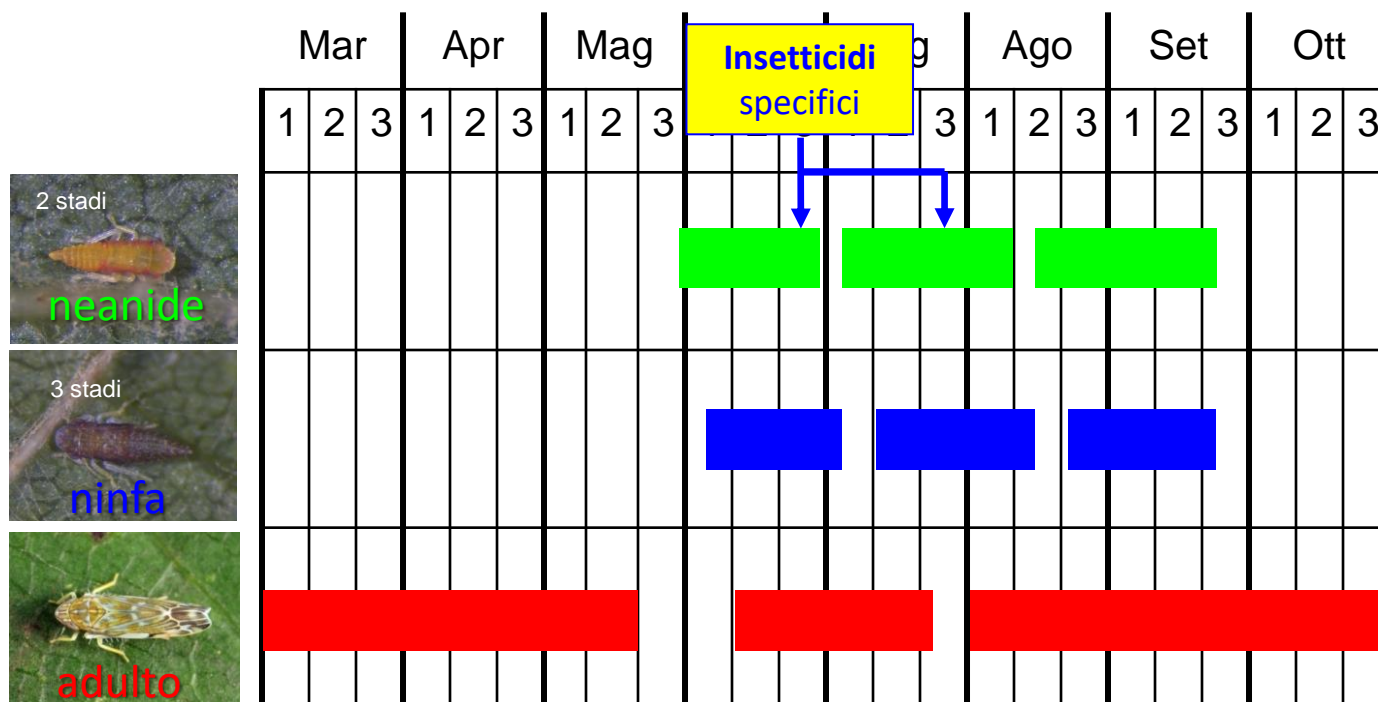 Mar Apr Mag g Ago Set Ott
Insetticidi
specifici
1 2 3 1 2 3 1 2 3 3 1 2 3 1 2 3 1 2 3
2 stadi
neanide
3 stadi
ninfa
adulto